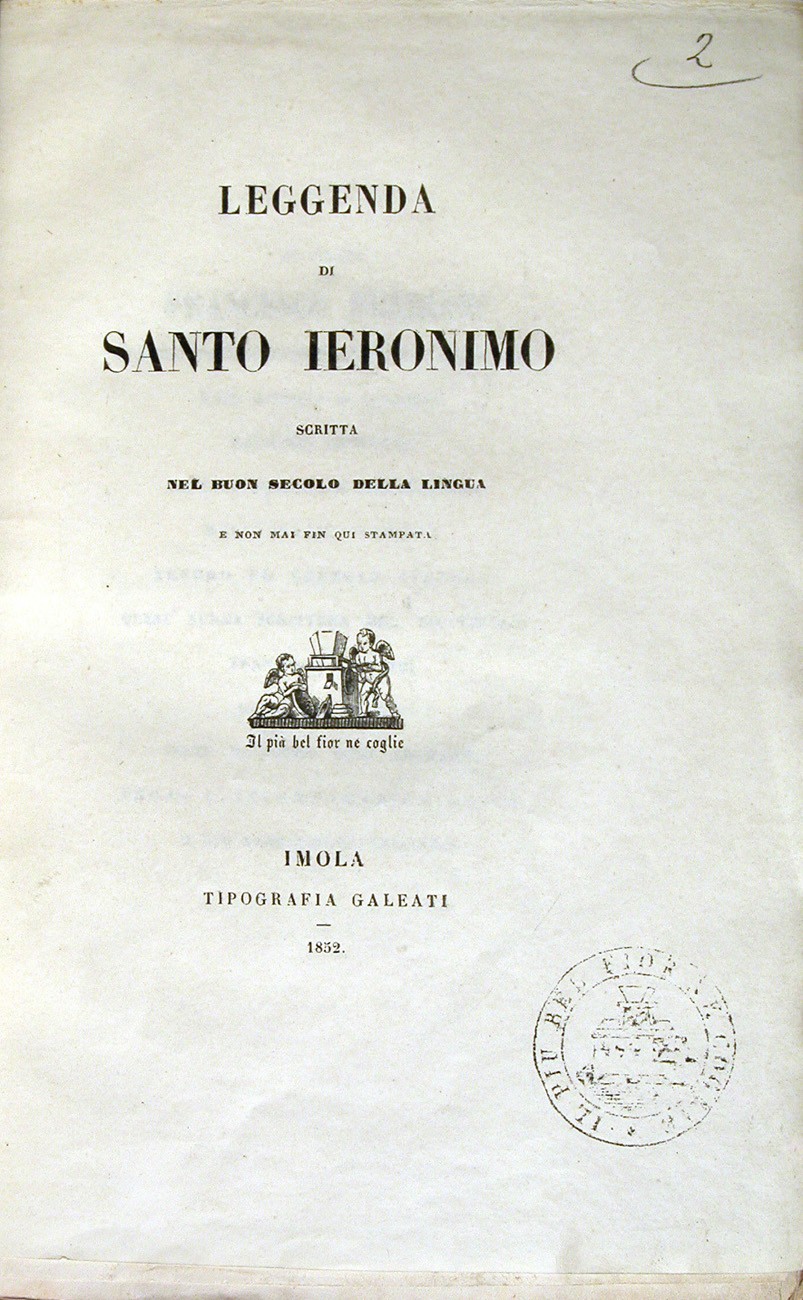 2
LEGGENDA
DI
SANTO IERONIMO
SCRITTA
NEL BUON SECOLO DELLA LINGUA
E NON MAI FIN QUI STAMPATA
Il più bel fior ne coglie
IMOLA
TIPOGRAFIA GALEATI
1852.
IL PIU BEL FIOR NE COGLIE